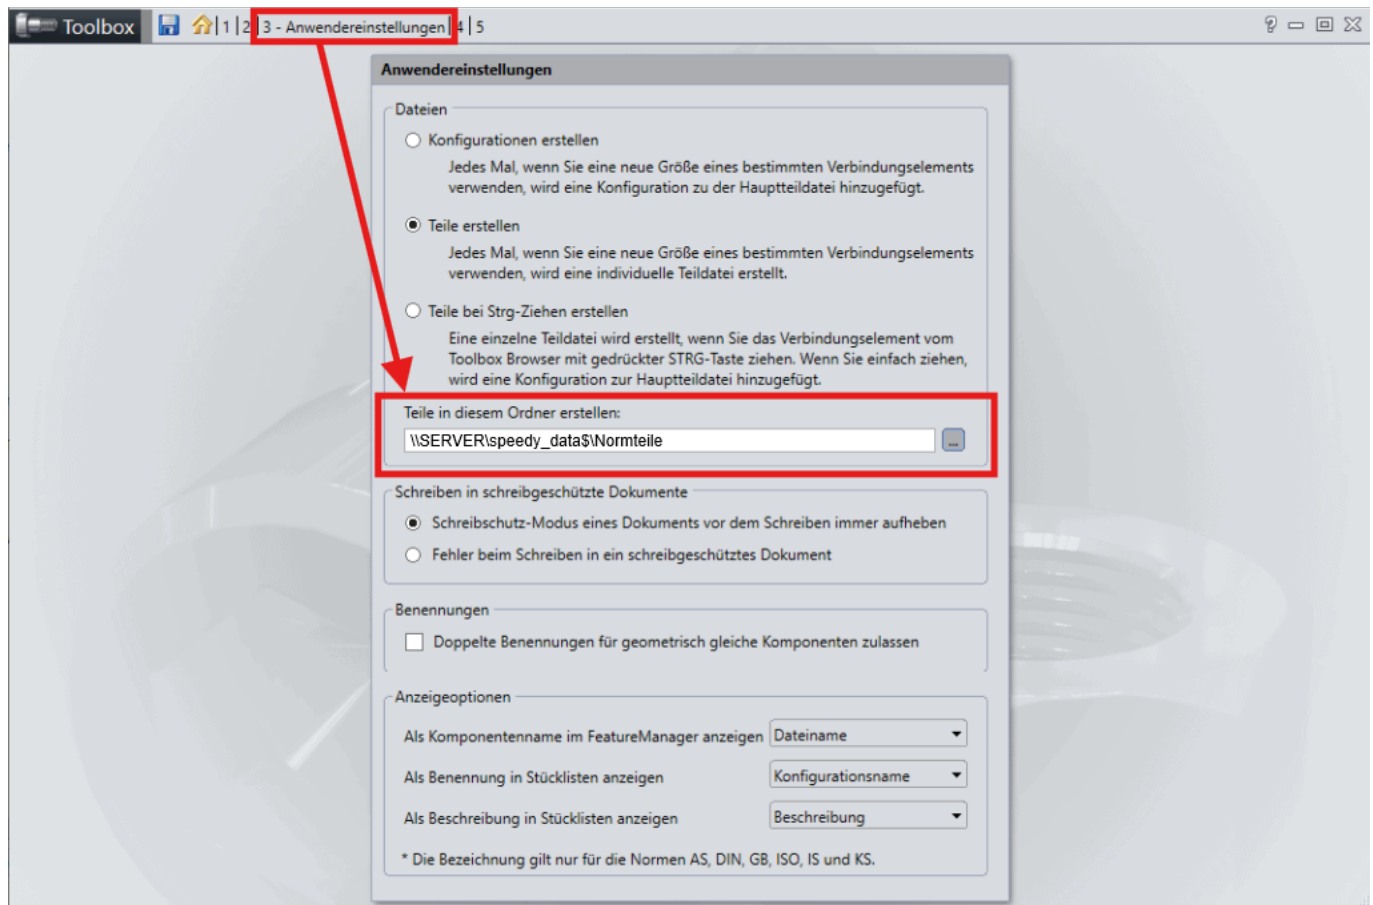 Toolbox | 1 | 2 | 3 - Anwendereinstellungen | 4 | 5 ?
Anwendereinstellungen
Dateien
Konfigurationen erstellen
Jedes Mal, wenn Sie eine neue Größe eines bestimmten Verbindungselements
verwenden, wird eine Konfiguration zu der Hauptteildatei hinzugefügt.
Teile erstellen
Jedes Mal, wenn Sie eine neue Größe eines bestimmten Verbindungselements
verwenden, wird eine individuelle Teildatei erstellt.
Teile bei Strg-Ziehen erstellen
Eine einzelne Teildatei wird erstellt, wenn Sie das Verbindungselement vom
Toolbox Browser mit gedrückter STRG-Taste ziehen. Wenn Sie einfach ziehen,
wird eine Konfiguration zur Hauptteildatei hinzugefügt.
Teile in diesem Ordner erstellen:
\\SERVER\speedy_data$\Normteile ...
Schreiben in schreibgeschützte Dokumente
Schreibschutz-Modus eines Dokuments vor dem Schreiben immer aufheben
Fehler beim Schreiben in ein schreibgeschütztes Dokument
Benennungen
Doppelte Benennungen für geometrisch gleiche Komponenten zulassen
Anzeigeoptionen
Als Komponentenname im FeatureManager anzeigen Dateiname
Als Benennung in Stücklisten anzeigen Konfigurationsname
Als Beschreibung in Stücklisten anzeigen Beschreibung
* Die Bezeichnung gilt nur für die Normen AS, DIN, GB, ISO, IS und KS.